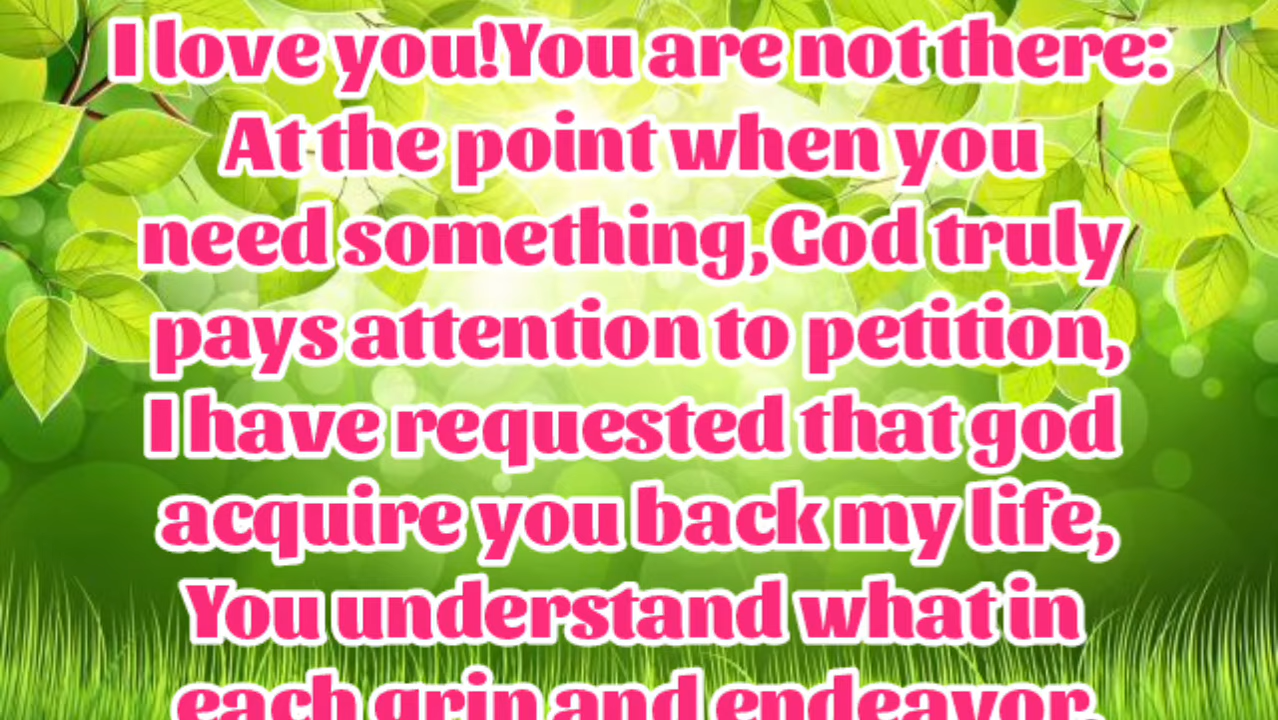 I love you!You are not there:
At the point when you
need something,God truly
pays attention to petition,
I have requested that god
acquire you back my life,
You understand what in
each grin and endeavor,